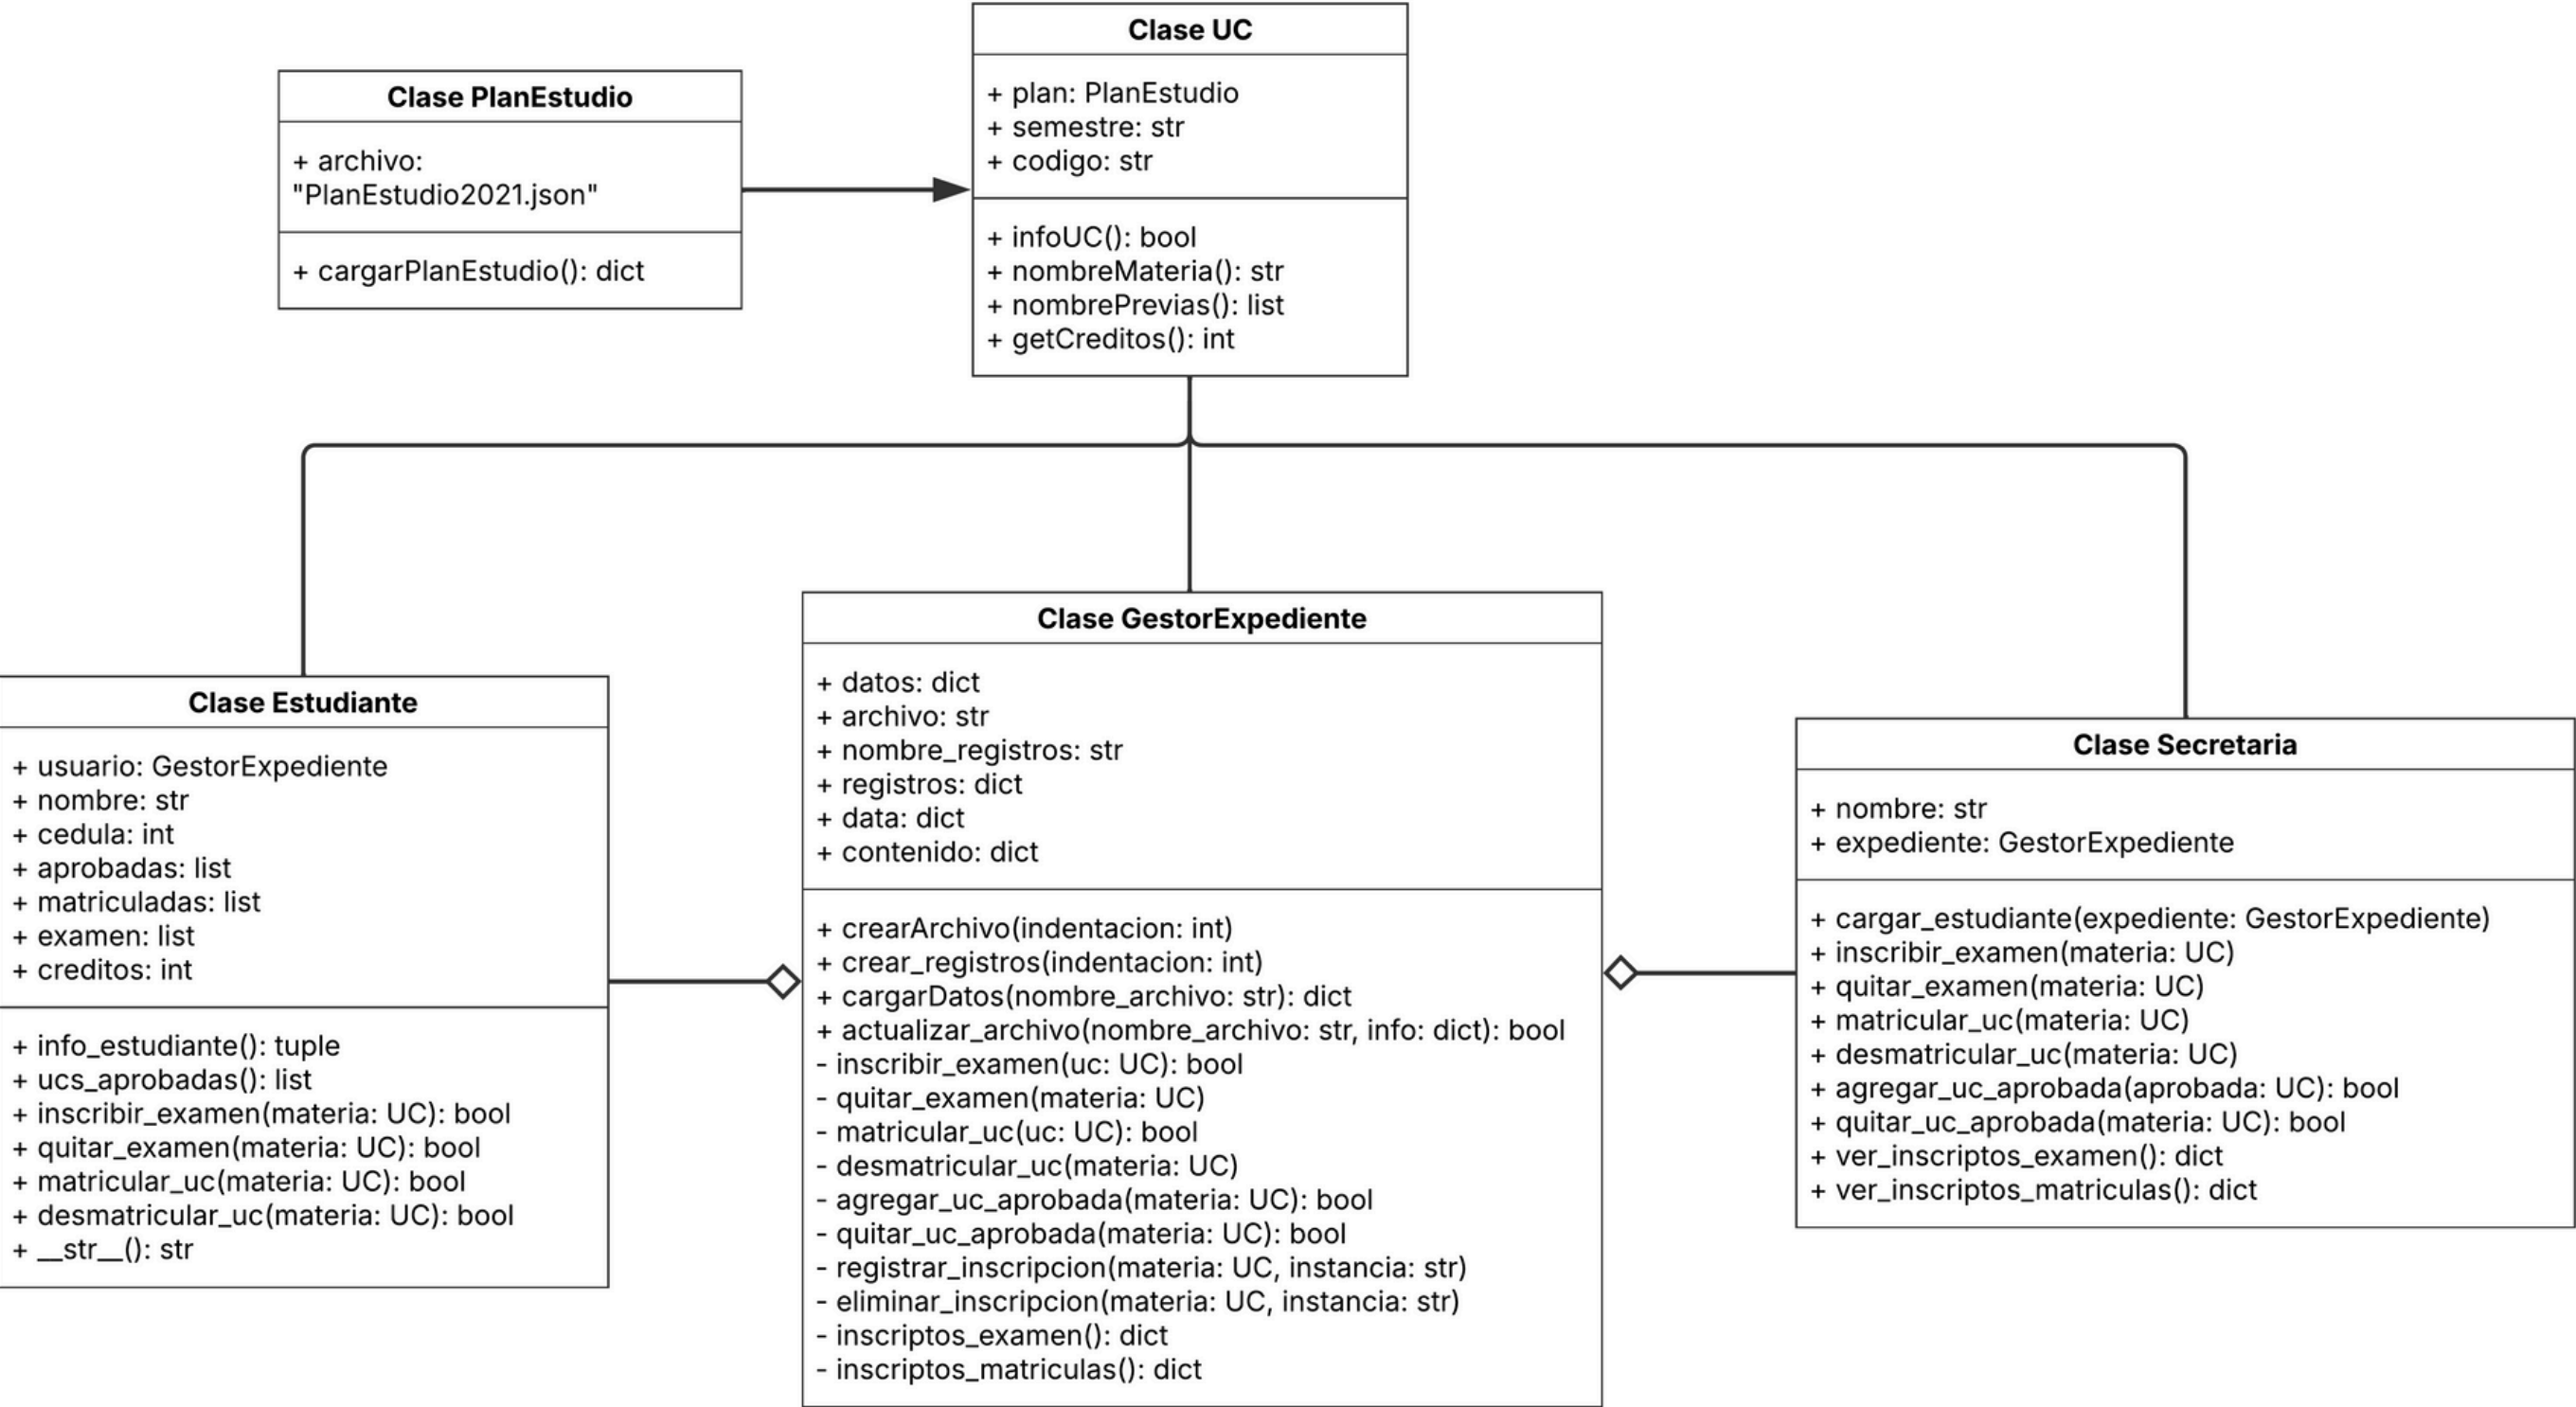 Clase UC
+ plan: PlanEstudio
+ semestre: str
+ codigo: str
+ infoUC(): bool
+ nombreMateria(): str
+ nombrePrevias(): list
+ getCreditos(): int
Clase PlanEstudio
+ archivo:
"PlanEstudio2021.json"
+ cargarPlanEstudio(): dict
Clase Estudiante
+ usuario: GestorExpediente
+ nombre: str
+ cedula: int
+ aprobadas: list
+ matriculadas: list
+ examen: list
+ creditos: int
+ info_estudiante(): tuple
+ ucs_aprobadas(): list
+ inscribir_examen(materia: UC): bool
+ quitar_examen(materia: UC): bool
+ matricular_uc(materia: UC): bool
+ desmatricular_uc(materia: UC): bool
+ __str__(): str
Clase GestorExpediente
+ datos: dict
+ archivo: str
+ nombre_registros: str
+ registros: dict
+ data: dict
+ contenido: dict
+ crearArchivo(indentacion: int)
+ crear_registros(indentacion: int)
+ cargarDatos(nombre_archivo: str): dict
+ actualizar_archivo(nombre_archivo: str, info: dict): bool
- inscribir_examen(uc: UC): bool
- quitar_examen(materia: UC)
- matricular_uc(uc: UC): bool
- desmatricular_uc(materia: UC)
- agregar_uc_aprobada(materia: UC): bool
- quitar_uc_aprobada(materia: UC): bool
- registrar_inscripcion(materia: UC, instancia: str)
- eliminar_inscripcion(materia: UC, instancia: str)
- inscriptos_examen(): dict
- inscriptos_matriculas(): dict
Clase Secretaria
+ nombre: str
+ expediente: GestorExpediente
+ cargar_estudiante(expediente: GestorExpediente)
+ inscribir_examen(materia: UC)
+ quitar_examen(materia: UC)
+ matricular_uc(materia: UC)
+ desmatricular_uc(materia: UC)
+ agregar_uc_aprobada(aprobada: UC): bool
+ quitar_uc_aprobada(materia: UC): bool
+ ver_inscriptos_examen(): dict
+ ver_inscriptos_matriculas(): dict